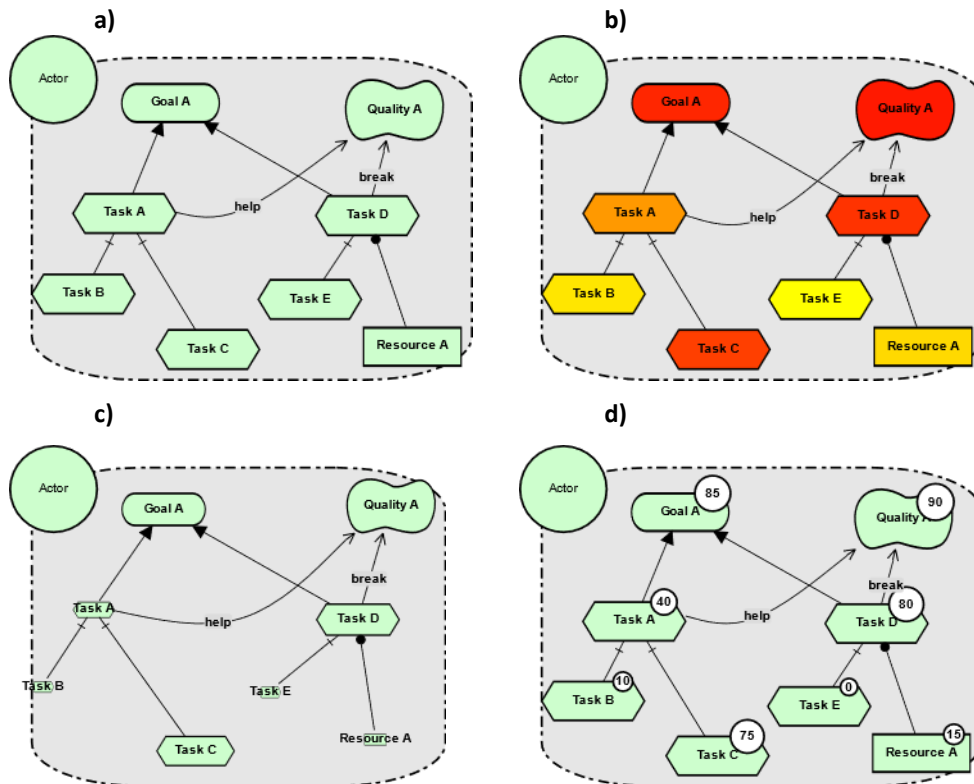 a)
Actor
Goal A
Quality A
break
help
Task A
Task D
Task B
Task E
Task C
Resource A
b)
Actor
Goal A
Quality A
break
help
Task A
Task D
Task B
Task E
Task C
Resource A
c)
Actor
Goal A
Quality A
break
Task A
help
Task D
Task B
Task E
Task C
Resource A
d)
Actor
85
Goal A
90
Quality A
break
40
Task A
help
80
Task D
10
Task B
0
Task E
75
Task C
15
Resource A